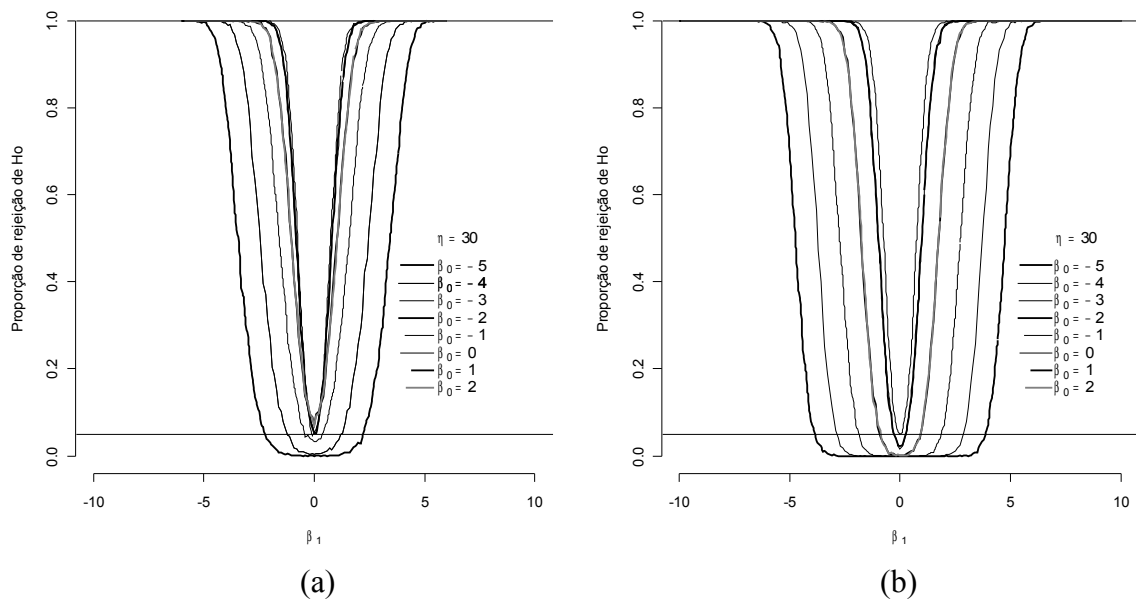 Proporção de rejeição de Ho
1.0
0.8
0.6
0.4
0.2
0.0
η = 30
β 0 = − 5
β 0 = − 4
β 0 = − 3
β 0 = − 2
β 0 = − 1
β 0 = 0
β 0 = 1
β 0 = 2
-10 -5 0 5 10
β 1
(a)
Proporção de rejeição de Ho
1.0
0.8
0.6
0.4
0.2
0.0
η = 30
β 0 = − 5
β 0 = − 4
β 0 = − 3
β 0 = − 2
β 0 = − 1
β 0 = 0
β 0 = 1
β 0 = 2
-10 -5 0 5 10
β 1
(b)